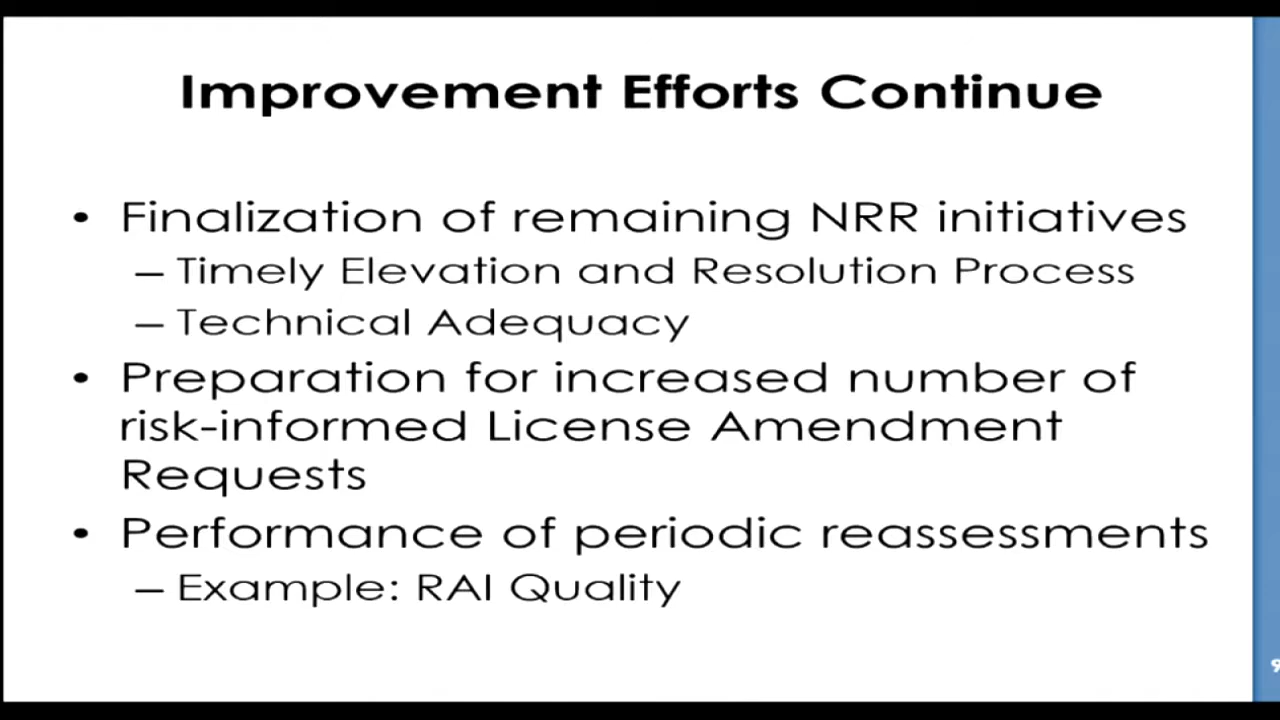 Improvement Efforts Continue
• Finalization of remaining NRR initiatives
– Timely Elevation and Resolution Process
– Technical Adequacy
• Preparation for increased number of
risk-informed License Amendment
Requests
• Performance of periodic reassessments
– Example: RAI Quality
9